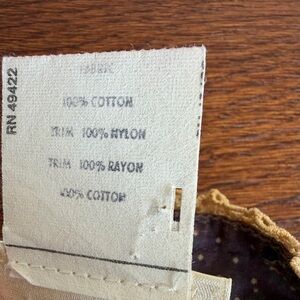 FABRIC
100% COTTON
TRIM 100% NYLON
TRIM 100% RAYON
100% COTTON
RN 49422